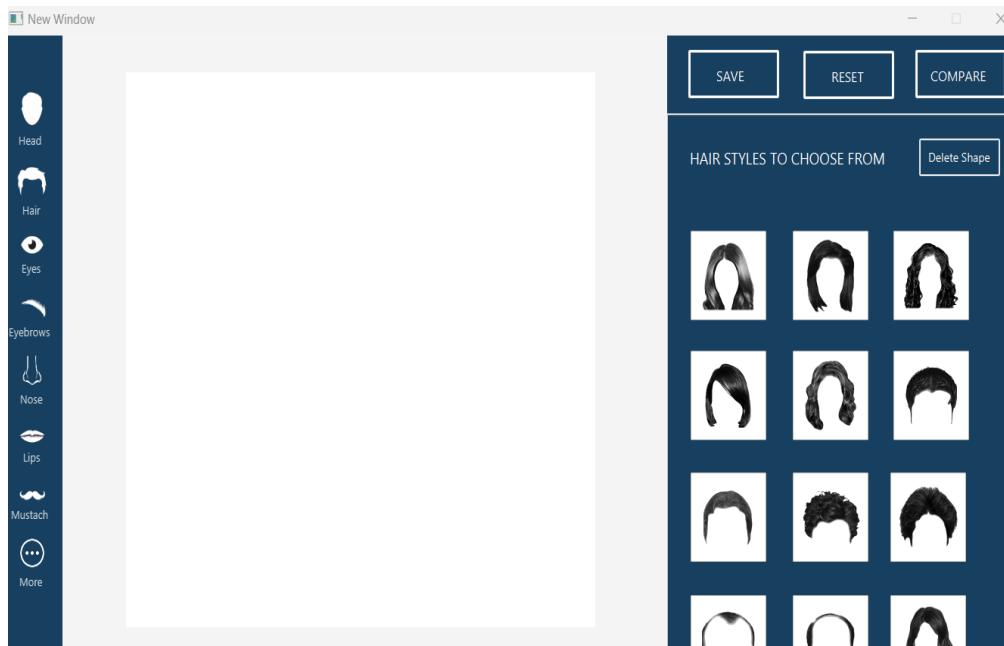 New Window
Head
Hair
Eyes
Eyebrows
Nose
Lips
Mustach
More
SAVE
RESET
COMPARE
HAIR STYLES TO CHOOSE FROM
Delete Shape